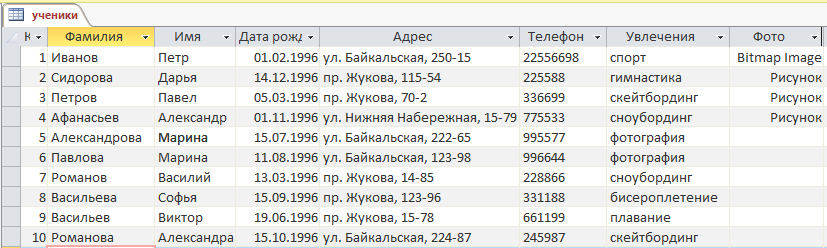 ученики
К Фамилия Имя Дата рожд Адрес Телефон Увлечения Фото
1 Иванов Петр 01.02.1996 ул. Байкальская, 250-15 22556698 спорт Bitmap Image
2 Сидорова Дарья 14.12.1996 пр. Жукова, 115-54 225588 гимнастика Рисунок
3 Петров Павел 05.03.1996 пр. Жукова, 70-2 336699 скейтбординг Рисунок
4 Афанасьев Александр 01.11.1996 ул. Нижняя Набережная, 15-79 775533 сноубординг Рисунок
5 Александрова Марина 15.07.1996 ул. Байкальская, 222-65 995577 фотография
6 Павлова Марина 11.08.1996 ул. Байкальская, 123-98 996644 фотография
7 Романов Василий 13.03.1996 пр. Жукова, 14-85 228866 сноубординг
8 Васильева Софья 15.09.1996 пр. Жукова, 123-96 331188 бисероплетение
9 Васильев Виктор 19.06.1996 пр. Жукова, 15-78 661199 плавание
10 Романова Александра 15.10.1996 ул. Байкальская, 224-87 245987 скейтбординг